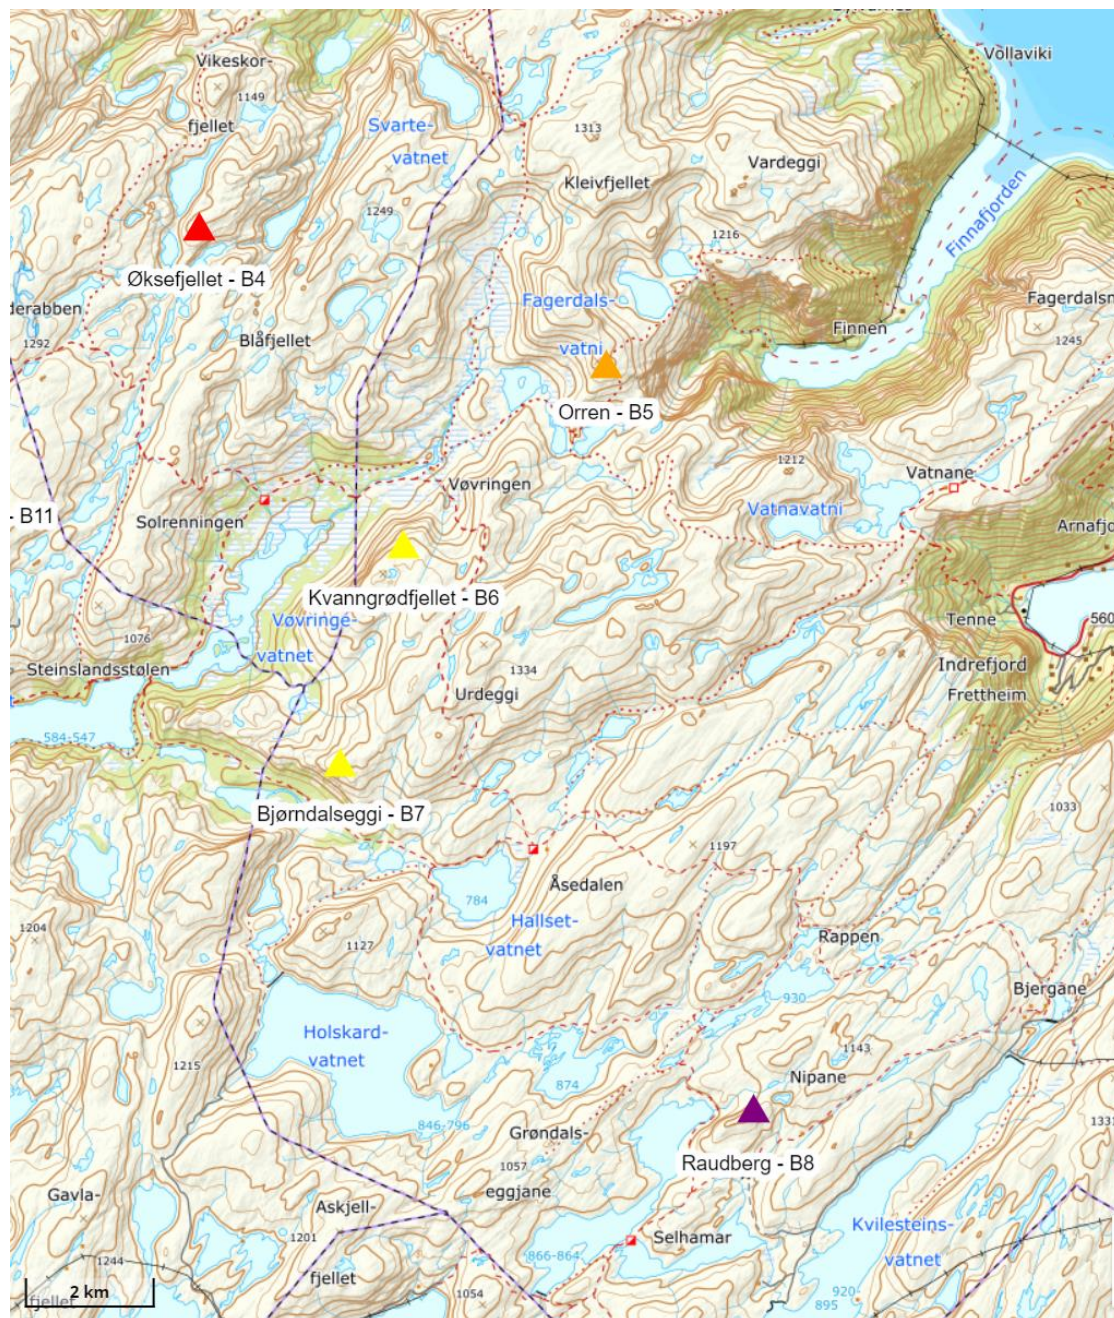 Vollaviki
Vikeskor-
1149
fjellet
Svarte-
vatnet
1313
Kleivfjellet
Vardeggi
Finnafjorden
1249
1216
Øksefjellet - B4
Fagerdals-
vatni
Finnen
derabben
1292
Blåfjellet
Fagerdalsm
1245
Orren - B5
1212
Vatnane
Vøvringen
Vatnavatni
- B11
Solrenningen
Arnafjo
Kvanngrødfjellet - B6
Vøvringe-
vatnet
1076
Tenne
560
Steinslandsstølen
1334
Urdeggi
Indrefjord
Frettheim
584-547
Bjørndalseggi - B7
1033
1197
Åsedalen
784
Hallset-
vatnet
1204
1127
Rappen
930
Bjergane
Holskard-
vatnet
1215
874
1143
Nipane
846-796
Grøndals-
eggjane
1057
Raudberg - B8
1331
Gavla-
fjellet
Askjell-
fjellet
1201
Selhamar
Kvilesteins-
vatnet
866-864
1244
1054
920-
895
2 km